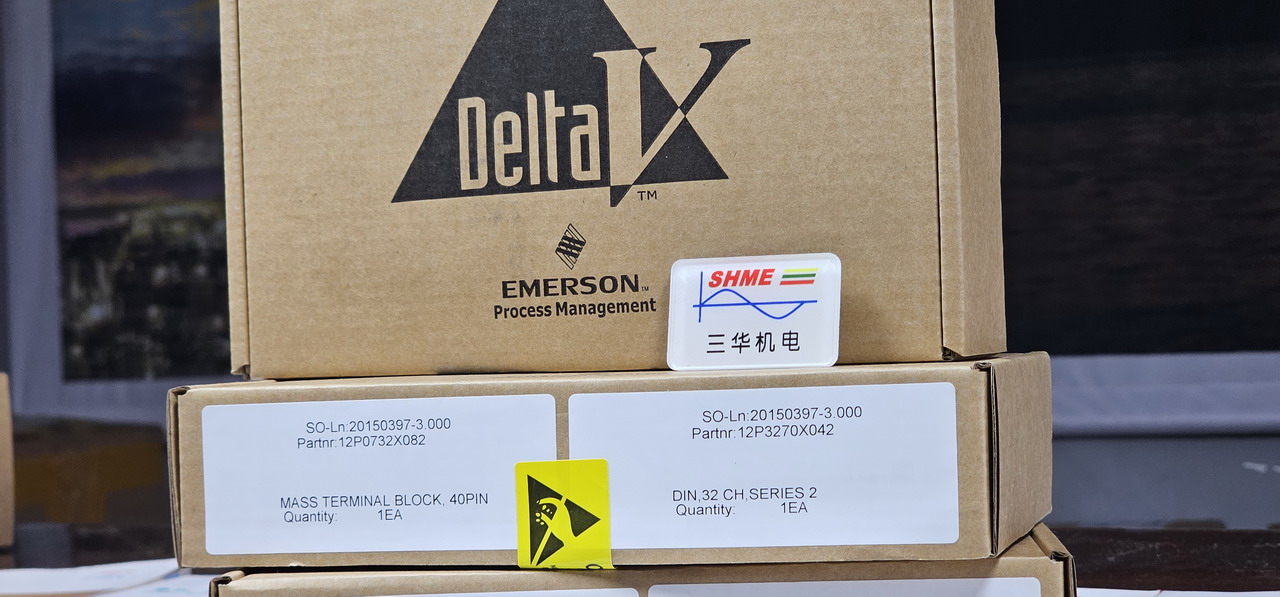 DeltaV
TM
EMERSON TM
Process Management
SHME
三华机电
SO-Ln:20150397-3.000
Partnr:12P0732X082
MASS TERMINAL BLOCK, 40PIN
Quantity: 1EA
SO-Ln:20150397-3.000
Partnr:12P3270X042
DIN,32 CH,SERIES 2
Quantity: 1EA